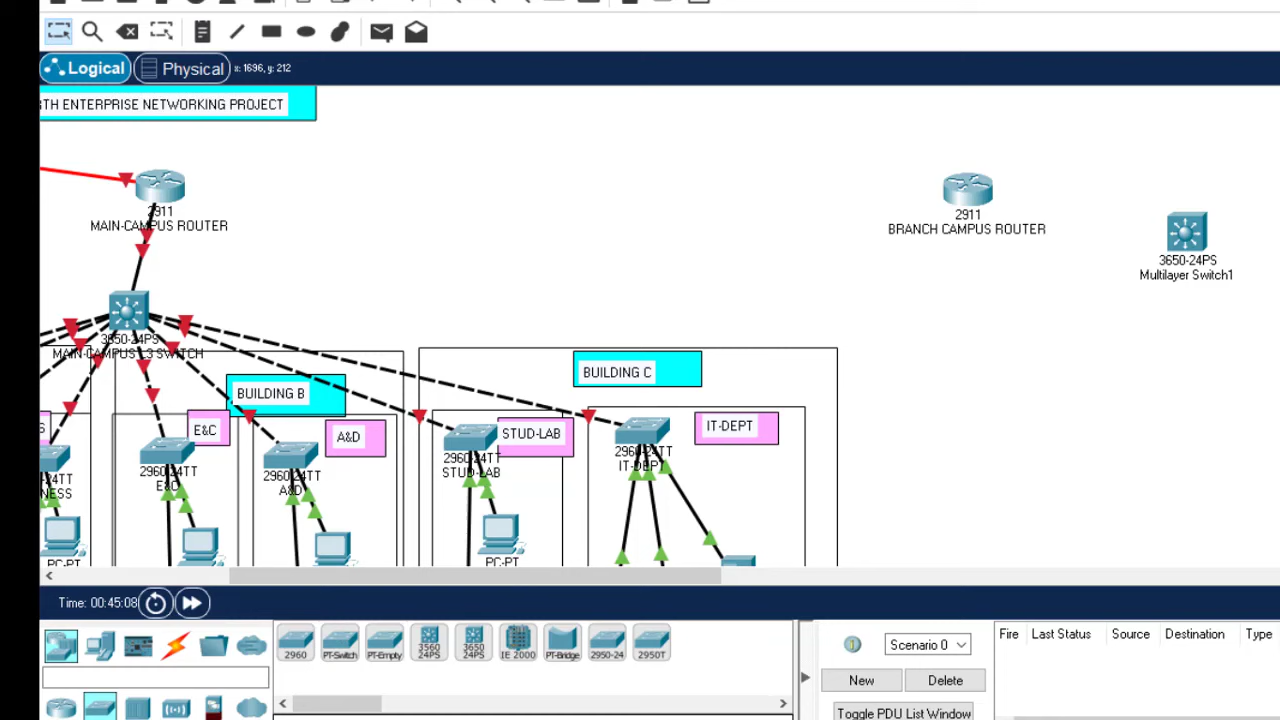 Logical
Physical
x: 1696, y: 212
TH ENTERPRISE NETWORKING PROJECT
2911
MAIN-CAMPUS ROUTER
2911
BRANCH CAMPUS ROUTER
3650-24PS
Multilayer Switch1
3650-24PS
MAIN-CAMPUS L3 SWITCH
BUILDING B
BUILDING C
S
E&C
A&D
STUD-LAB
IT-DEPT
-24TT
NESS
2960-24TT
E&C
2960-24TT
A&D
2960-24TT
STUD-LAB
2960-24TT
IT-DEPT
PC-PT
PC-PT
Time: 00:45:08
2960
PT-Switch
PT-Empty
3560
24PS
3650
24PS
IE 2000
PT-Bridge
2950-24
2950T
Scenario 0
New
Delete
Toggle PDU List Window
Fire
Last Status
Source
Destination
Type